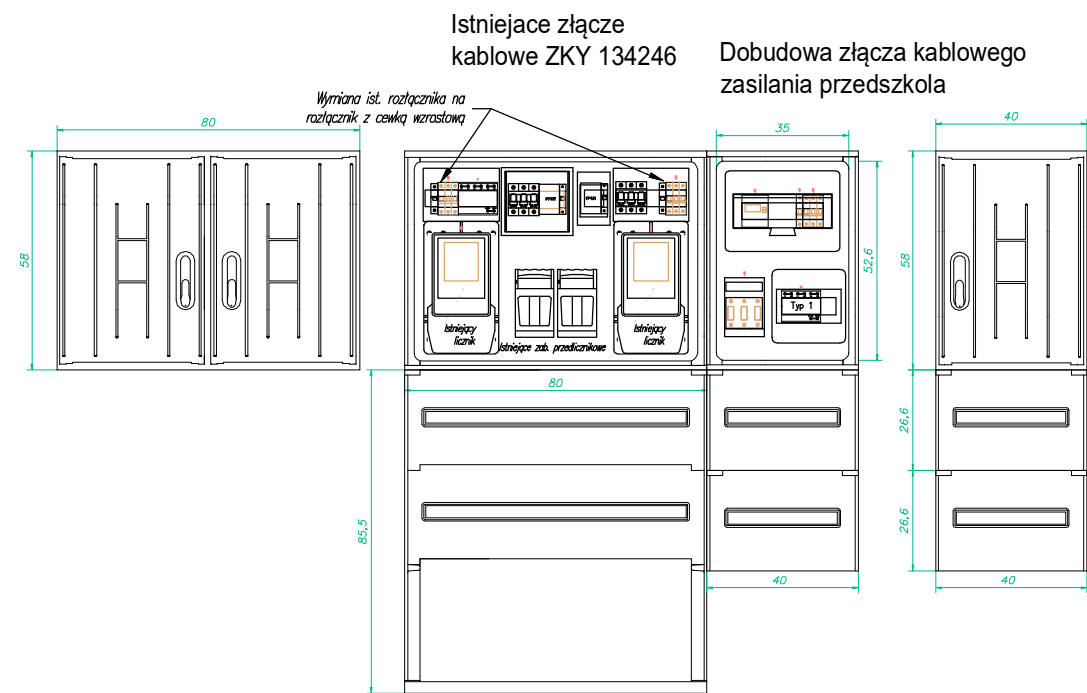 Istniejace złącze
kablowe ZKY 134246
Dobudowa złącza kablowego
zasilania przedszkola
Wymiana ist. rozłącznika na
rozłącznik z cewką wzrostową
80
35
40
58
52,6
58
Typ 1
Istniejący
licznik
Istniejące zab. przedlicznikowe
Istniejący
licznik
80
26,6
26,6
85,5
40
40